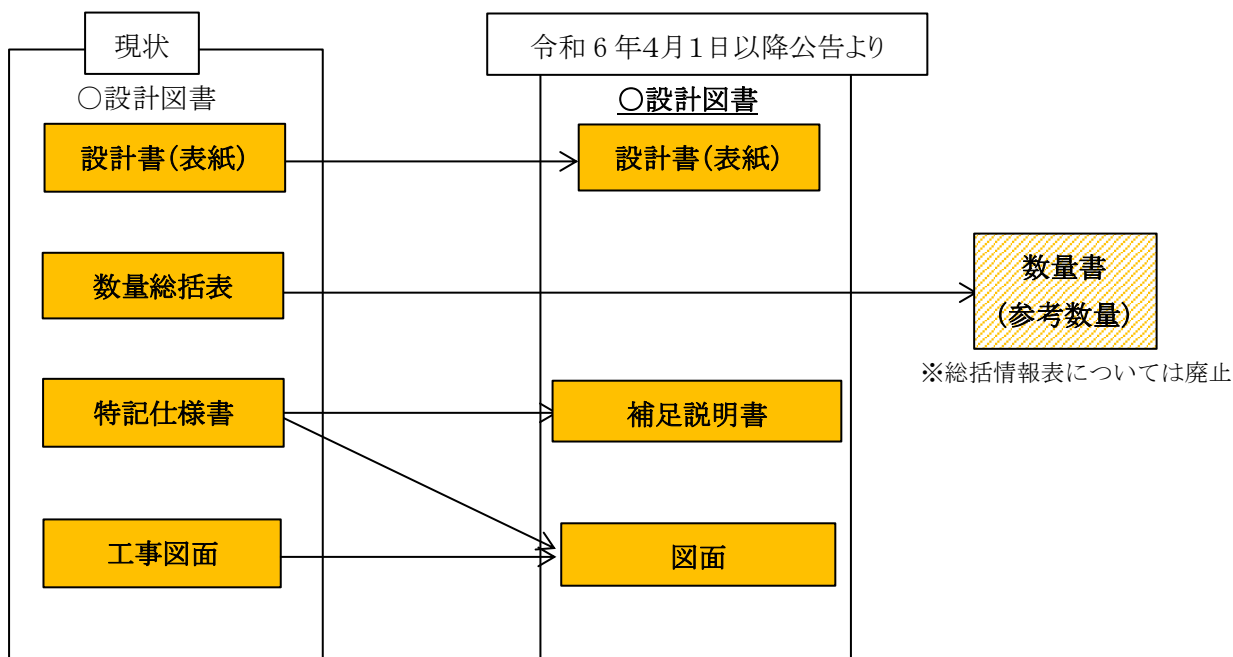 現状
令和6年4月1日以降公告より
○設計図書
○設計図書
設計書(表紙)
設計書(表紙)
数量総括表
数量書
(参考数量)
※総括情報表については廃止
特記仕様書
補足説明書
工事図面
図面